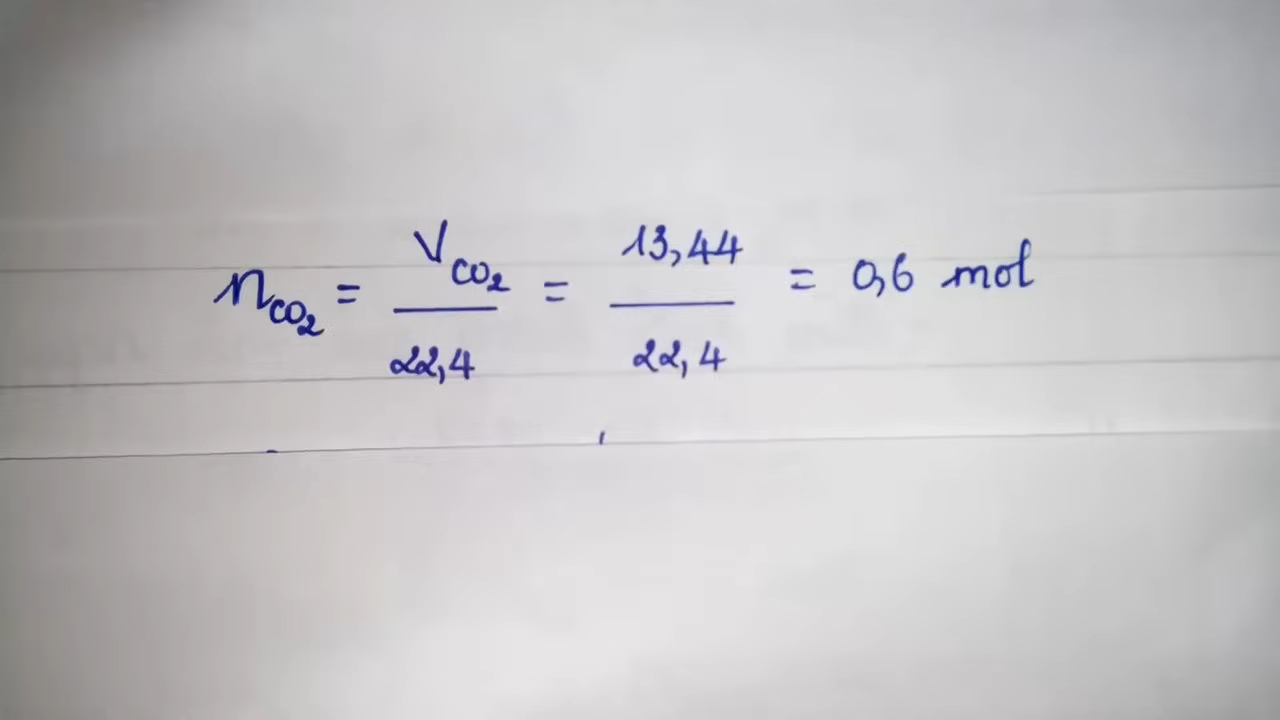 n_CO₂ = V_CO₂ / 22,4 = 13,44 / 22,4 = 0,6 mol